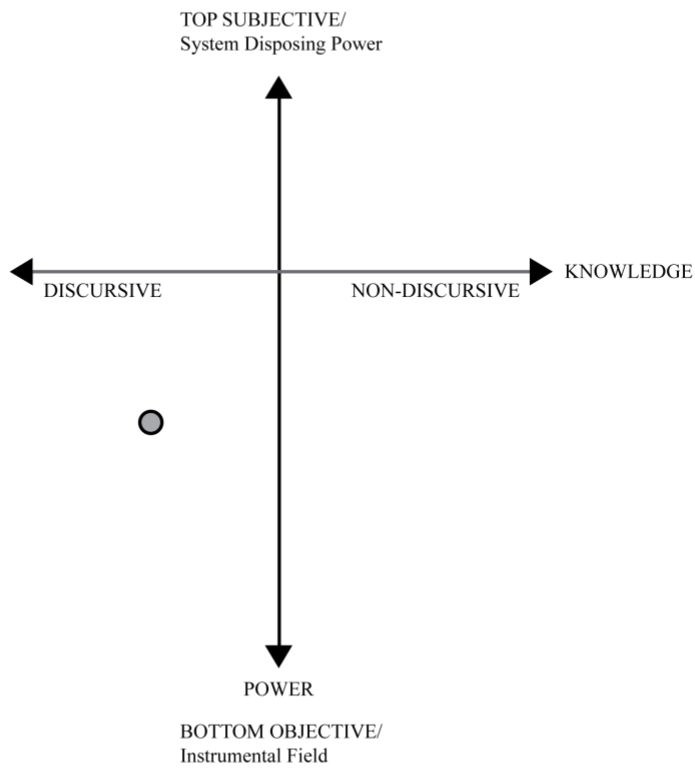 TOP SUBJECTIVE/
System Disposing Power
KNOWLEDGE
DISCURSIVE
NON-DISCURSIVE
POWER
BOTTOM OBJECTIVE/
Instrumental Field